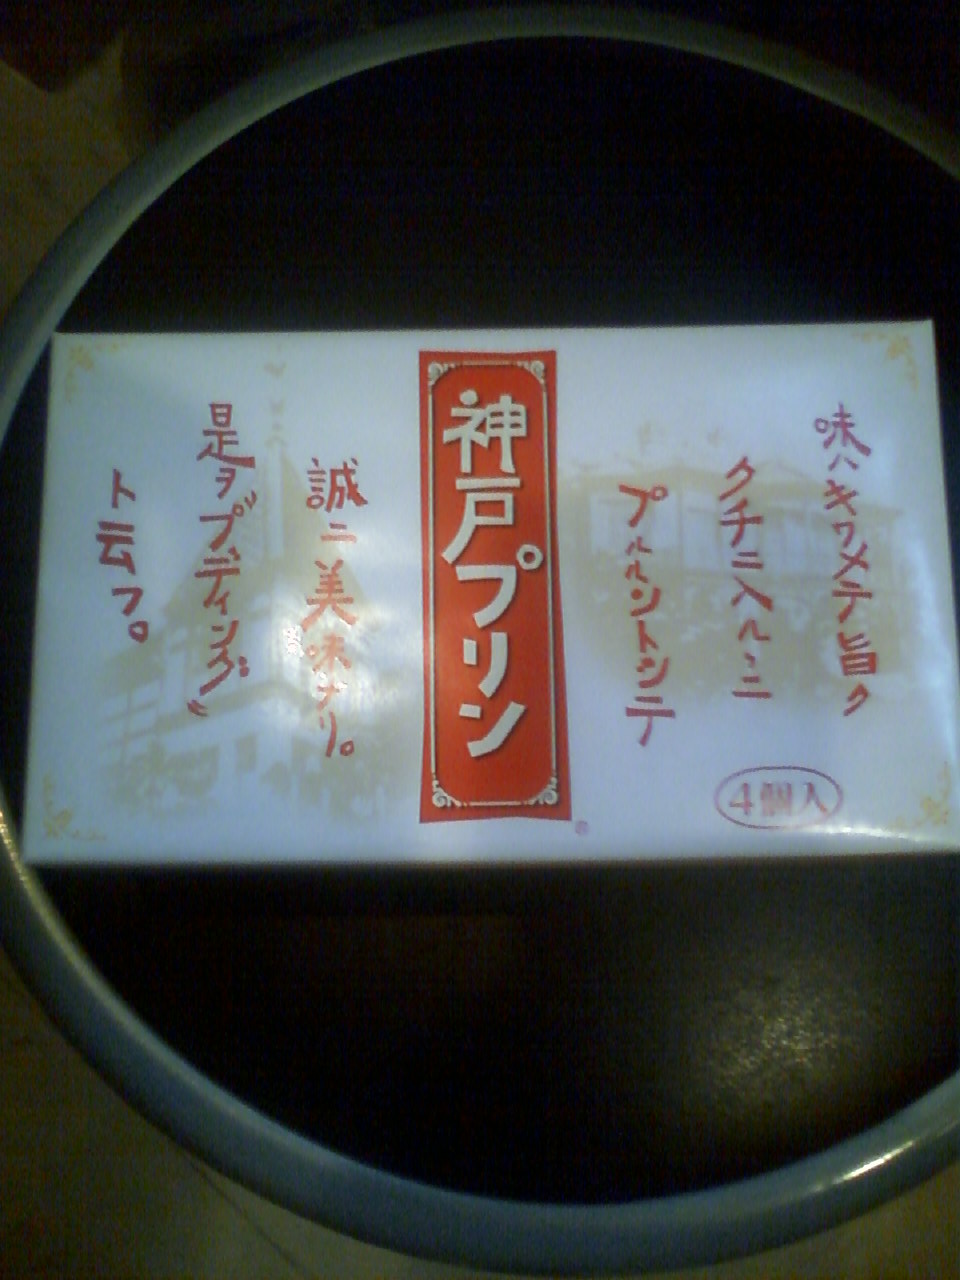 味ハキワメテ旨ク
クチニ入ルニ
プルルンントシテ
神戸プリン
誠ニ美味ナリ。
是ヲ〝プディング〟
ト云フ。
4個入
®